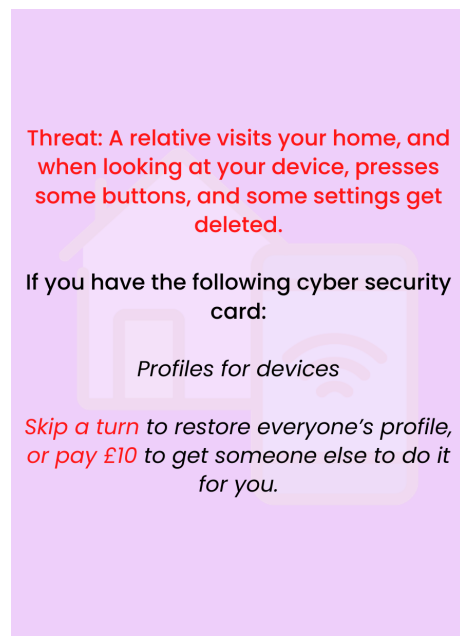 Threat: A relative visits your home, and
when looking at your device, presses
some buttons, and some settings get
deleted.
If you have the following cyber security
card:
Profiles for devices
Skip a turn to restore everyone’s profile,
or pay £10 to get someone else to do it
for you.